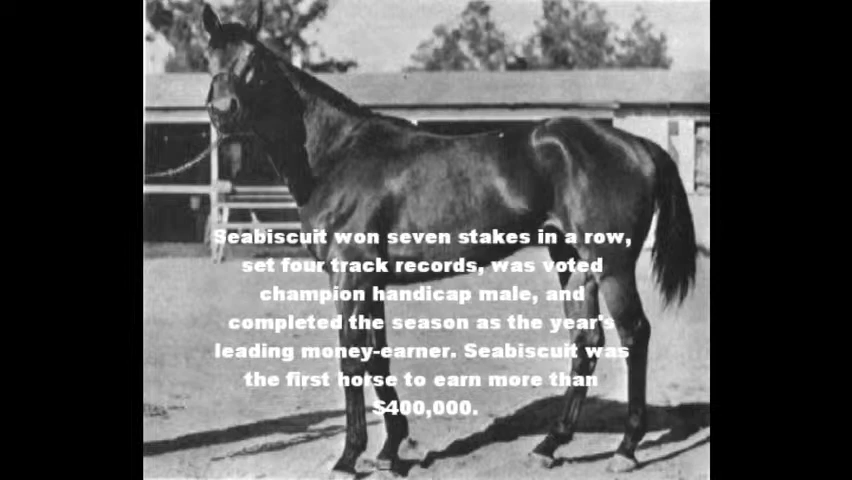 Seabiscuit won seven stakes in a row,
set four track records, was voted
champion handicap male, and
completed the season as the year's
leading money-earner. Seabiscuit was
the first horse to earn more than
$400,000.